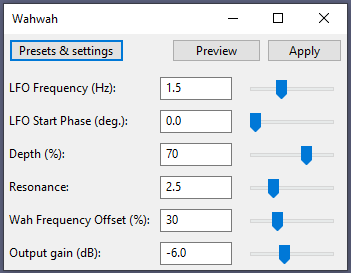 Wahwah
Presets & settings Preview Apply
LFO Frequency (Hz): 1.5
LFO Start Phase (deg.): 0.0
Depth (%): 70
Resonance: 2.5
Wah Frequency Offset (%): 30
Output gain (dB): -6.0